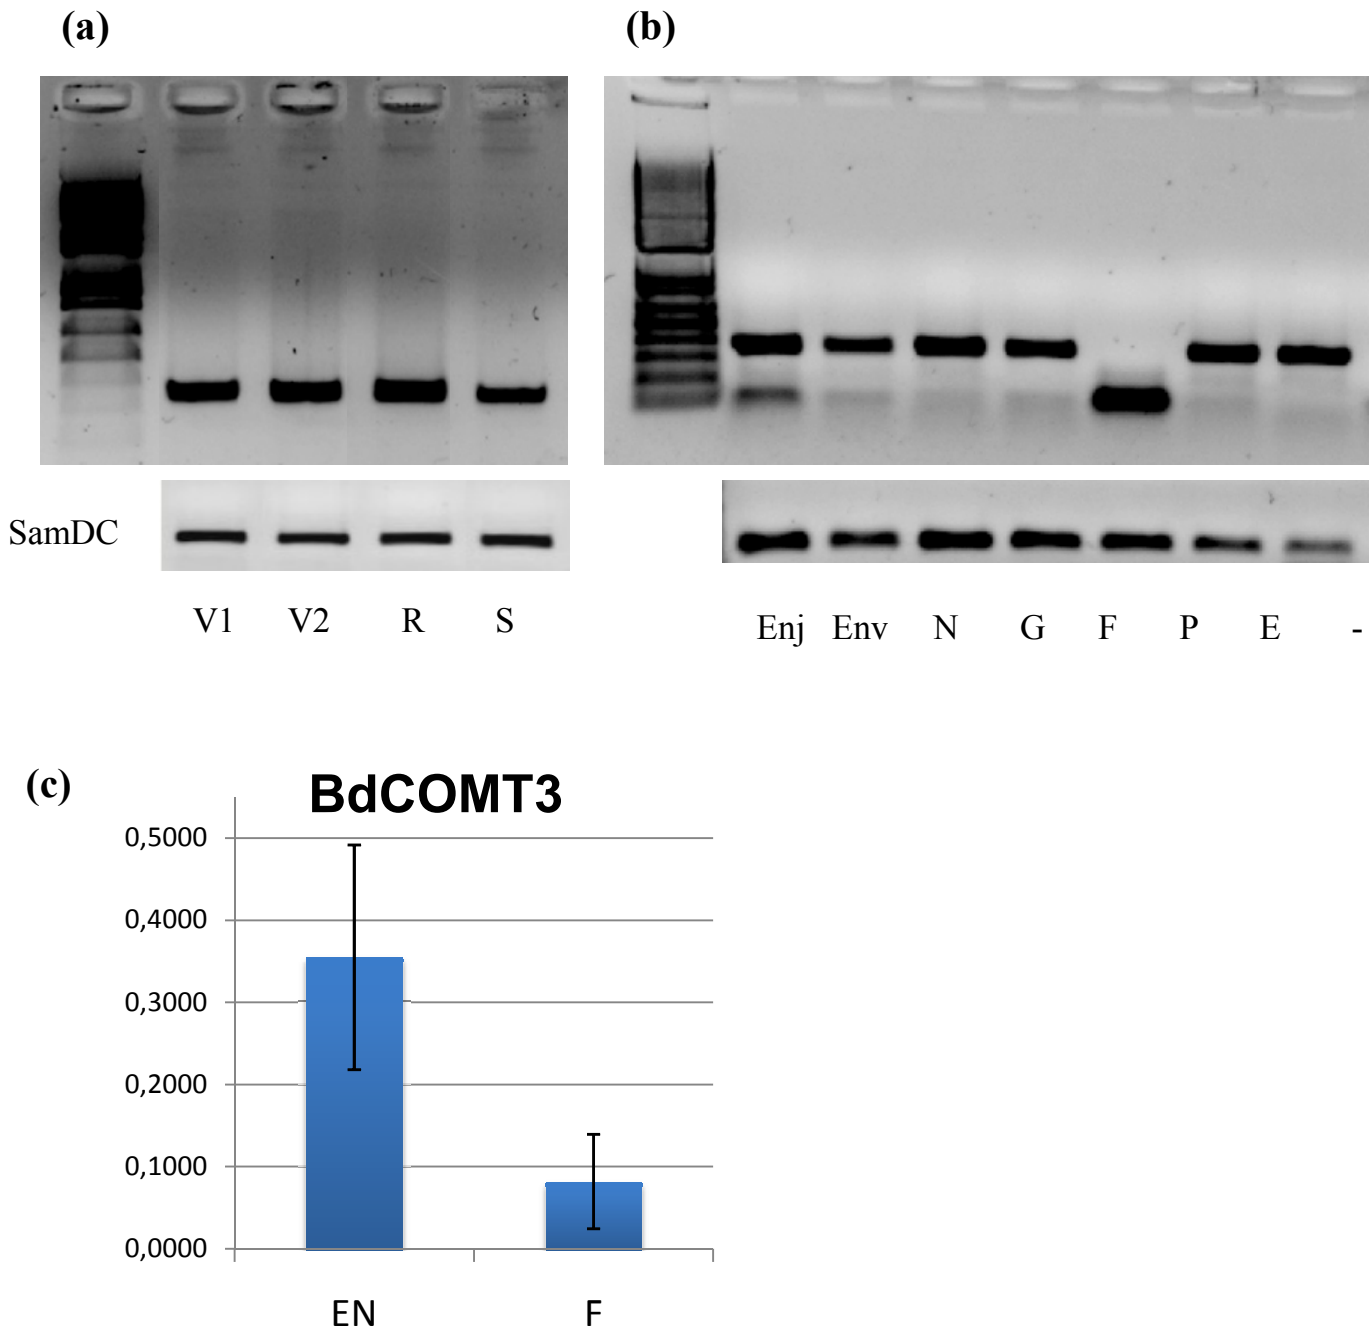 (a)
(b)
SamDC
V1 V2 R S
Enj Env N G F P E -
(c)
BdCOMT3
0,5000
0,4000
0,3000
0,2000
0,1000
0,0000
EN F